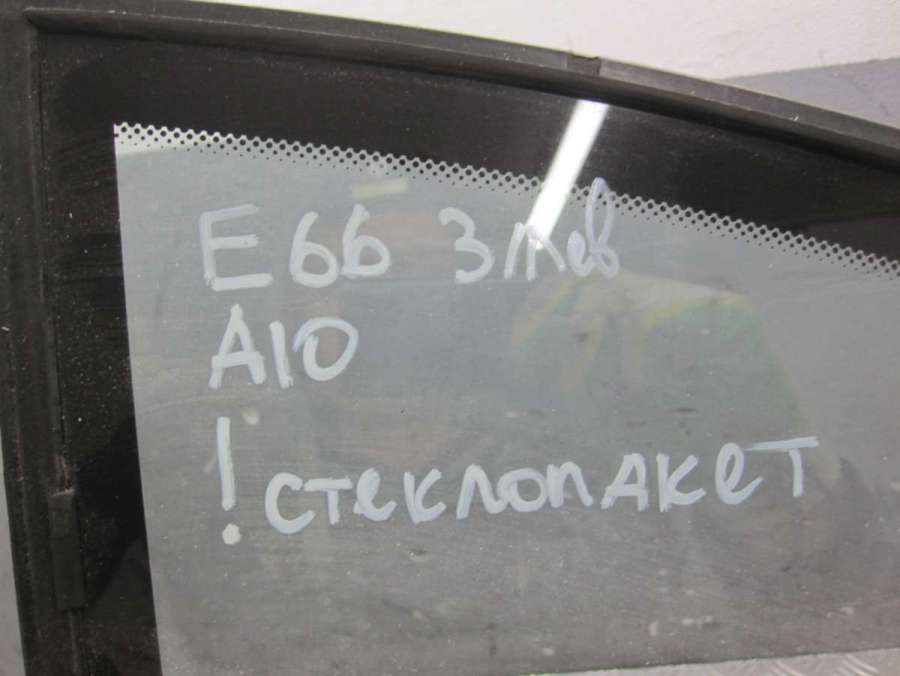 E66 3 лев
A10
! стеклопакет